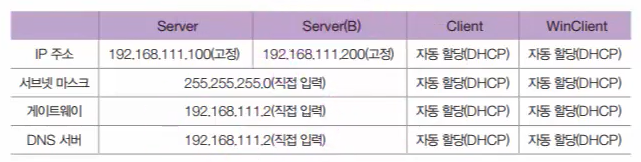 Server Server(B) Client WinClient
IP 주소 192.168.111.100(고정) 192.168.111.200(고정) 자동 할당(DHCP) 자동 할당(DHCP)
서브넷 마스크 255.255.255.0(직접 입력) 자동 할당(DHCP) 자동 할당(DHCP)
게이트웨이 192.168.111.2(직접 입력) 자동 할당(DHCP) 자동 할당(DHCP)
DNS 서버 192.168.111.2(직접 입력) 자동 할당(DHCP) 자동 할당(DHCP)